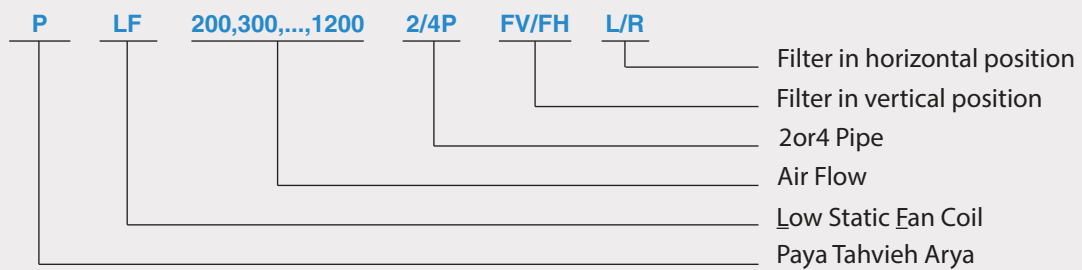 P LF 200,300,...,1200 2/4P FV/FH L/R
Filter in horizontal position
Filter in vertical position
2or4 Pipe
Air Flow
Low Static Fan Coil
Paya Tahvieh Arya